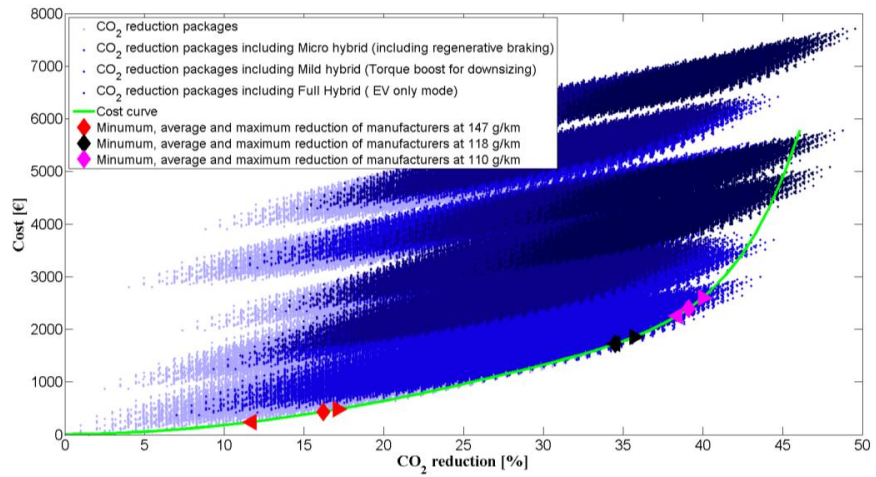 8000
7000
6000
5000
4000
3000
2000
1000
0
Cost [€]
CO2 reduction packages
CO2 reduction packages including Micro hybrid (including regenerative braking)
CO2 reduction packages including Mild hybrid (Torque boost for downsizing)
CO2 reduction packages including Full Hybrid ( EV only mode)
Cost curve
Minumum, average and maximum reduction of manufacturers at 147 g/km
Minumum, average and maximum reduction of manufacturers at 118 g/km
Minumum, average and maximum reduction of manufacturers at 110 g/km
0 5 10 15 20 25 30 35 40 45 50
CO2 reduction [%]